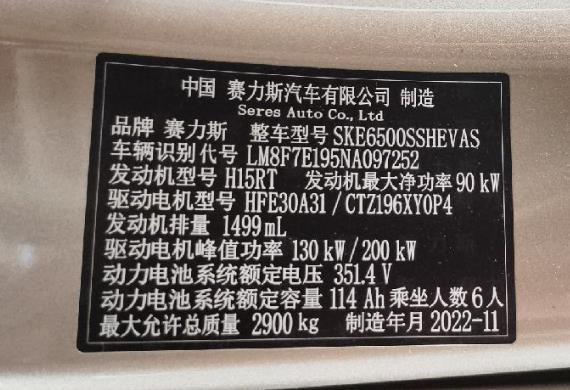 中国 赛力斯汽车有限公司 制造
Seres Auto Co., Ltd
品牌 赛力斯 整车型号 SKE6500SSHEVAS
车辆识别代号 LM8F7E195NA097252
发动机型号 H15RT 发动机最大净功率 90 kW
驱动电机型号 HFE30A31 / CTZ196XY0P4
发动机排量 1499 mL
驱动电机峰值功率 130 kW / 200 kW
动力电池系统额定电压 351.4 V
动力电池系统额定容量 114 Ah 乘坐人数 6 人
最大允许总质量 2900 kg 制造年月 2022-11